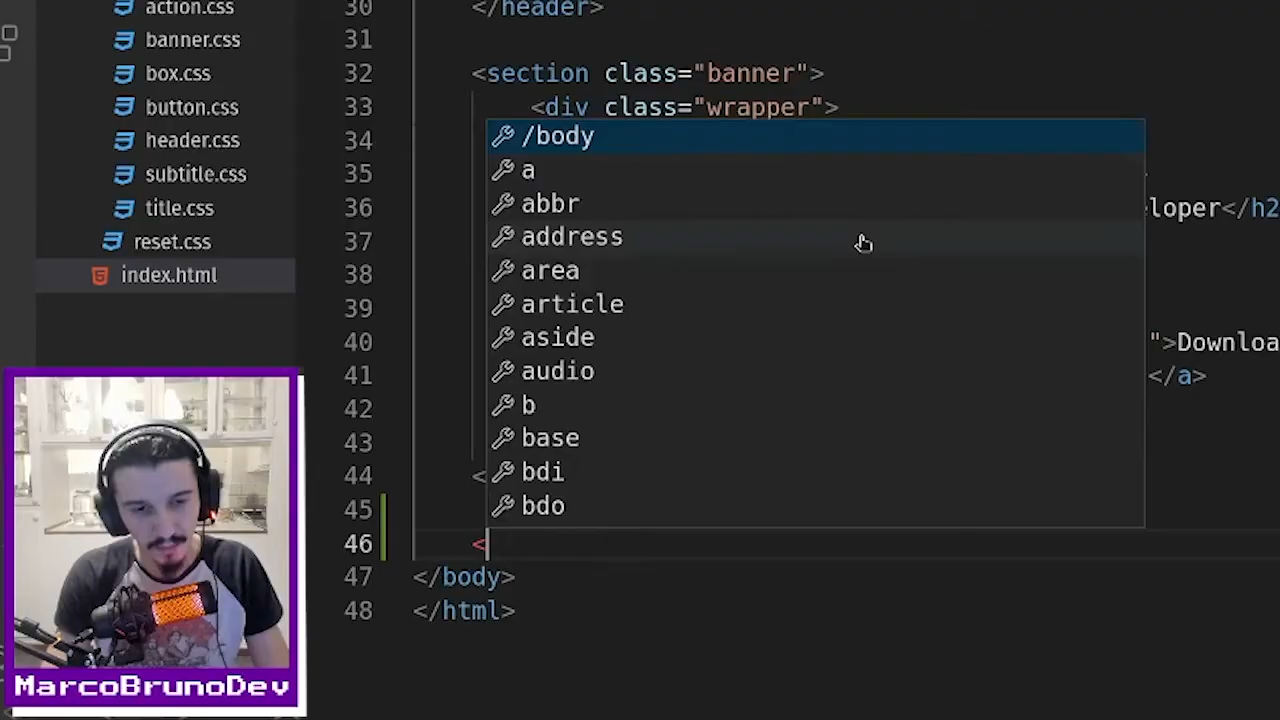 action.css
banner.css
box.css
button.css
header.css
subtitle.css
title.css
reset.css
index.html
30 </header>
31
32 <section class="banner">
33 <div class="wrapper">
34
35
36 loper</h2
37
38
39
40 ">Downloa
41 </a>
42
43
44 <
45
46 <
47 </body>
48 </html>
/body
a
abbr
address
area
article
aside
audio
b
base
bdi
bdo
MarcoBrunoDev